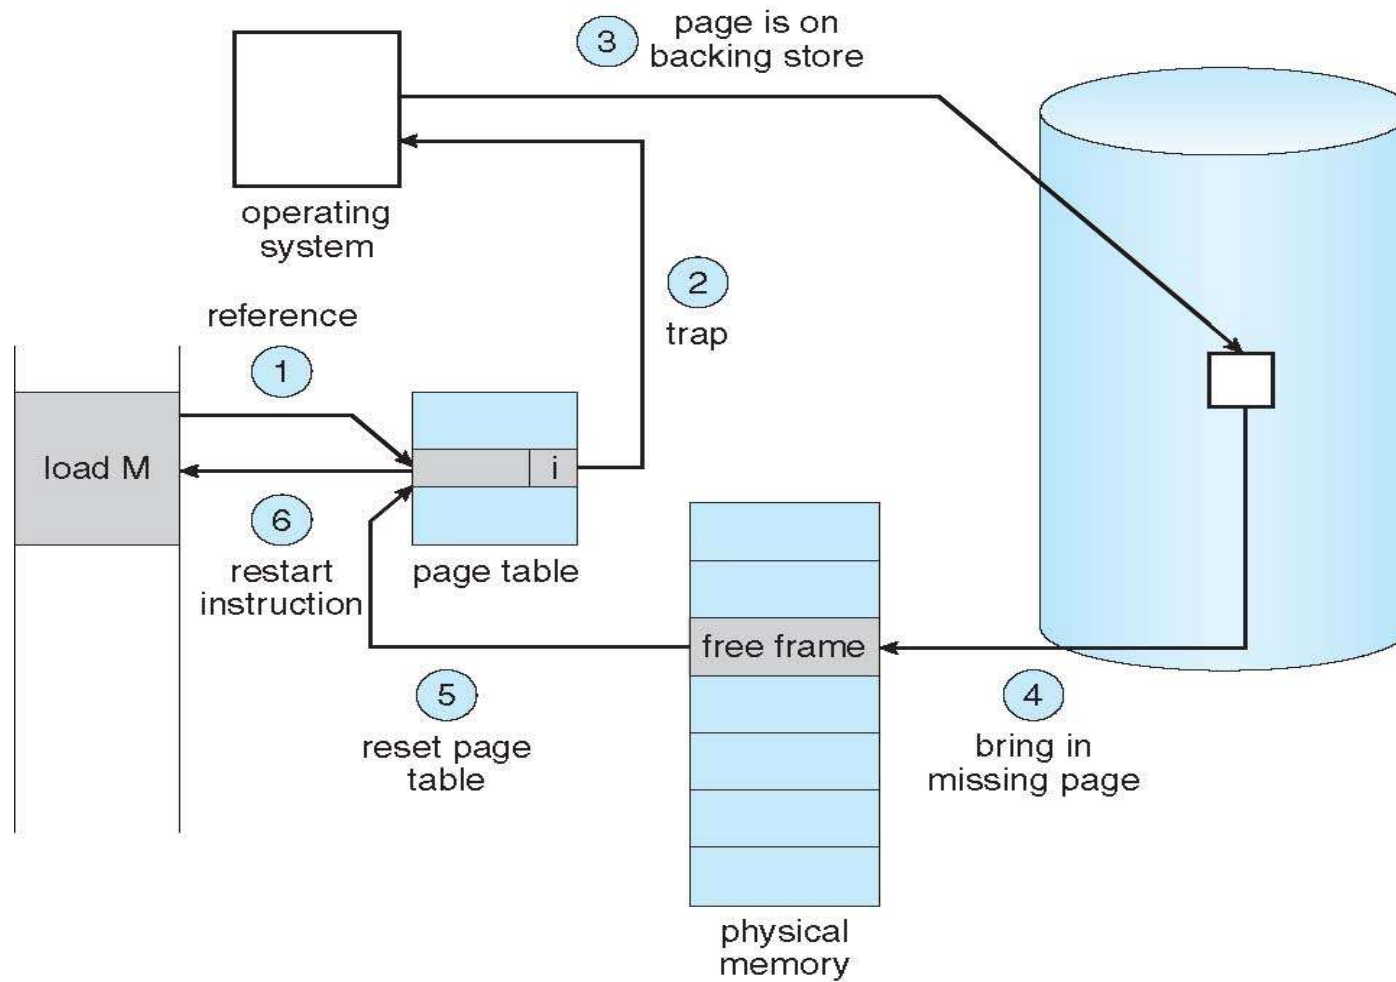 3
page is on
backing store
operating
system
2
trap
reference
1
load M
i
6
restart
instruction
page table
free frame
5
reset page
table
4
bring in
missing page
physical
memory